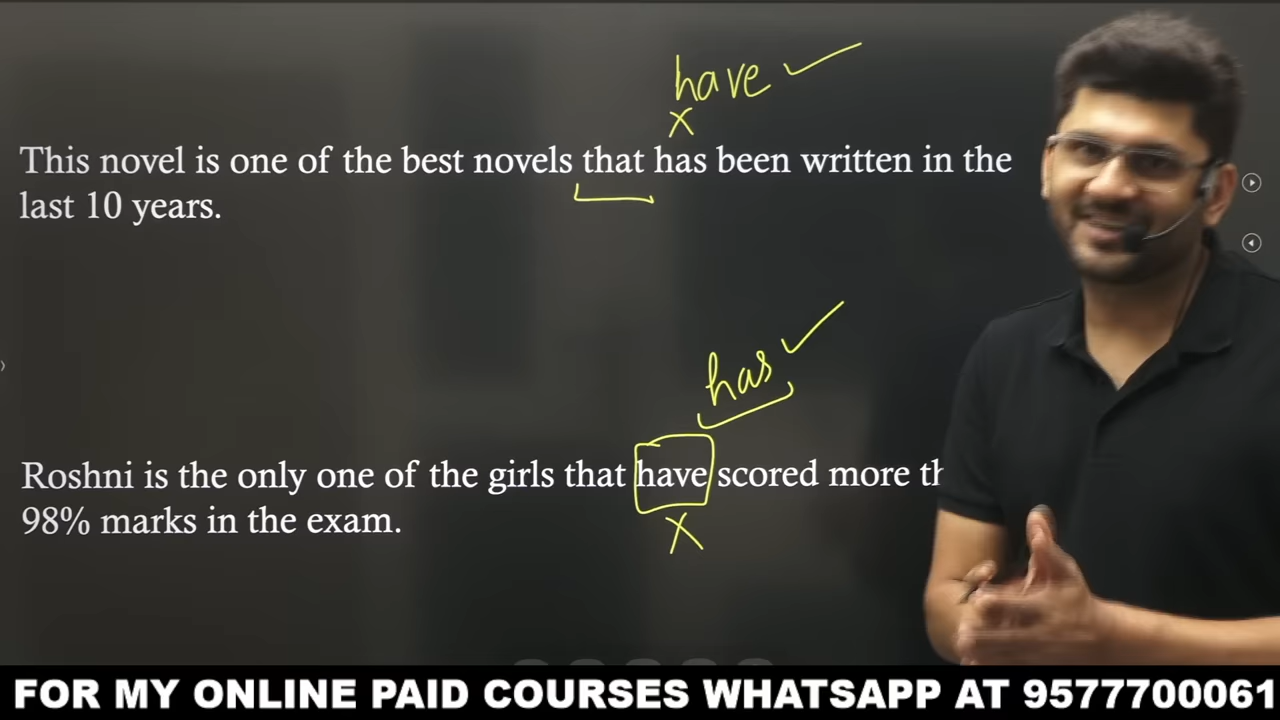 have
x
This novel is one of the best novels that has been written in the
last 10 years.
has
Roshni is the only one of the girls that have scored more
98% marks in the exam.
x
FOR MY ONLINE PAID COURSES WHATSAPP AT 9577700061